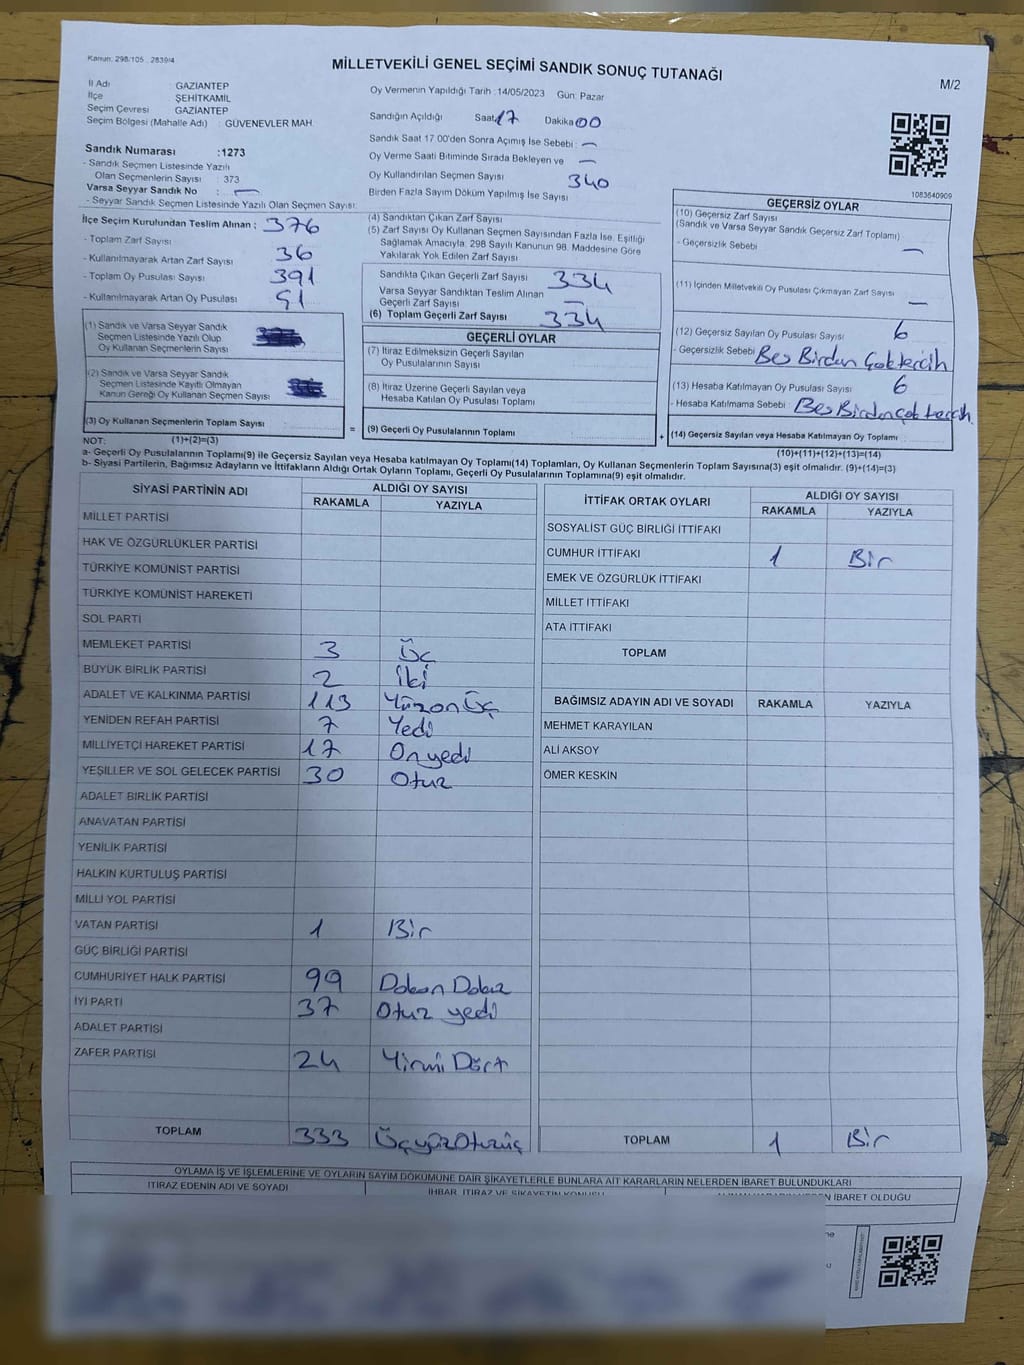 Kanun: 298/105 . 2839/4
MİLLETVEKİLİ GENEL SEÇİMİ SANDIK SONUÇ TUTANAĞI
M/2
İl Adı : GAZİANTEP
İlçe ŞEHİTKAMİL
Seçim Çevresi GAZİANTEP
Seçim Bölgesi (Mahalle Adı) : GÜVENEVLER MAH
Sandık Numarası :1273
- Sandık Seçmen Listesinde Yazılı
Olan Seçmenlerin Sayısı : 373
Varsa Seyyar Sandık No : —
- Seyyar Sandık Seçmen Listesinde Yazılı Olan Seçmen Sayısı:
Oy Vermenin Yapıldığı Tarih :14/05/2023 Gün: Pazar
Sandığın Açıldığı Saat 17 Dakika 00
Sandık Saat 17.00'den Sonra Açımış İse Sebebi : —
Oy Verme Saati Bitiminde Sırada Bekleyen ve —
Oy Kullandırılan Seçmen Sayısı 340
Birden Fazla Sayım Döküm Yapılmış İse Sayısı
1083640909
İlçe Seçim Kurulundan Teslim Alınan : 376
- Toplam Zarf Sayısı
- Kullanılmayarak Artan Zarf Sayısı 36
- Toplam Oy Pusulası Sayısı 391
- Kullanılmayarak Artan Oy Pusulası 91
(1) Sandık ve Varsa Seyyar Sandık
Seçmen Listesinde Yazılı Olup
Oy Kullanan Seçmenlerin Sayısı
(2) Sandık ve Varsa Seyyar Sandık
Seçmen Listesinde Kayıtlı Olmayan
Kanun Gereği Oy Kullanan Seçmen Sayısı
(3) Oy Kullanan Seçmenlerin Toplam Sayısı
(4) Sandıktan Çıkan Zarf Sayısı
(5) Zarf Sayısı Oy Kullanan Seçmen Sayısından Fazla İse, Eşitliği
Sağlamak Amacıyla, 298 Sayılı Kanunun 98. Maddesine Göre
Yakılarak Yok Edilen Zarf Sayısı
Sandıkta Çıkan Geçerli Zarf Sayısı 334
Varsa Seyyar Sandıktan Teslim Alınan
Geçerli Zarf Sayısı —
(6) Toplam Geçerli Zarf Sayısı 334
GEÇERLİ OYLAR
(7) İtiraz Edilmeksizin Geçerli Sayılan
Oy Pusulalarının Sayısı
(8) İtiraz Üzerine Geçerli Sayılan veya
Hesaba Katılan Oy Pusulası Toplamı
= (9) Geçerli Oy Pusulalarının Toplamı
GEÇERSİZ OYLAR
(10) Geçersiz Zarf Sayısı
(Sandık ve Varsa Seyyar Sandık Geçersiz Zarf Toplamı)
- Geçersizlik Sebebi —
(11) İçinden Milletvekili Oy Pusulası Çıkmayan Zarf Sayısı —
(12) Geçersiz Sayılan Oy Pusulası Sayısı 6
- Geçersizlik Sebebi Beş Birden Çok tercih
(13) Hesaba Katılmayan Oy Pusulası Sayısı 6
- Hesaba Katılmama Sebebi : Beş Birden çok tercih
+ (14) Geçersiz Sayılan veya Hesaba Katılmayan Oy Toplamı
NOT: (1)+(2)=(3) (10)+(11)+(12)+(13)=(14)
a- Geçerli Oy Pusulalarının Toplamı(9) ile Geçersiz Sayılan veya Hesaba katılmayan Oy Toplamı(14) Toplamları, Oy Kullanan Seçmenlerin Toplam Sayısına(3) eşit olmalıdır. (9)+(14)=(3)
b- Siyasi Partilerin, Bağımsız Adayların ve İttifakların Aldığı Ortak Oyların Toplamı, Geçerli Oy Pusulalarının Toplamına(9) eşit olmalıdır.
SİYASİ PARTİNİN ADI ALDIĞI OY SAYISI
RAKAMLA YAZIYLA
MİLLET PARTİSİ
HAK VE ÖZGÜRLÜKLER PARTİSİ
TÜRKİYE KOMÜNİST PARTİSİ
TÜRKİYE KOMÜNİST HAREKETİ
SOL PARTİ
MEMLEKET PARTİSİ 3 Üç
BÜYÜK BİRLİK PARTİSİ 2 İki
ADALET VE KALKINMA PARTİSİ 113 Yüzon Üç
YENİDEN REFAH PARTİSİ 7 Yedi
MİLLİYETÇİ HAREKET PARTİSİ 17 Onyedi
YEŞİLLER VE SOL GELECEK PARTİSİ 30 Otuz
ADALET BİRLİK PARTİSİ
ANAVATAN PARTİSİ
YENİLİK PARTİSİ
HALKIN KURTULUŞ PARTİSİ
MİLLİ YOL PARTİSİ
VATAN PARTİSİ 1 Bir
GÜÇ BİRLİĞİ PARTİSİ
CUMHURİYET HALK PARTİSİ 99 Doksan Dokuz
İYİ PARTİ 37 Otuz yedi
ADALET PARTİSİ
ZAFER PARTİSİ 24 Yirmi Dört
TOPLAM 333 Üçyüz Otuzüç
İTTİFAK ORTAK OYLARI ALDIĞI OY SAYISI
RAKAMLA YAZIYLA
SOSYALİST GÜÇ BİRLİĞİ İTTİFAKI
CUMHUR İTTİFAKI 1 Bir
EMEK VE ÖZGÜRLÜK İTTİFAKI
MİLLET İTTİFAKI
ATA İTTİFAKI
TOPLAM
BAĞIMSIZ ADAYIN ADI VE SOYADI RAKAMLA YAZIYLA
MEHMET KARAYILAN
ALİ AKSOY
ÖMER KESKİN
TOPLAM 1 Bir
OYLAMA İŞ VE İŞLEMLERİNE VE OYLARIN SAYIM DÖKÜMÜNE DAİR ŞİKAYETLERLE BUNLARA AİT KARARLARIN NELERDEN İBARET BULUNDUKLARI
İTİRAZ EDENİN ADI VE SOYADI İHBAR, İTİRAZ VE ŞİKAYETİN KONUSU İBARET OLDUĞU